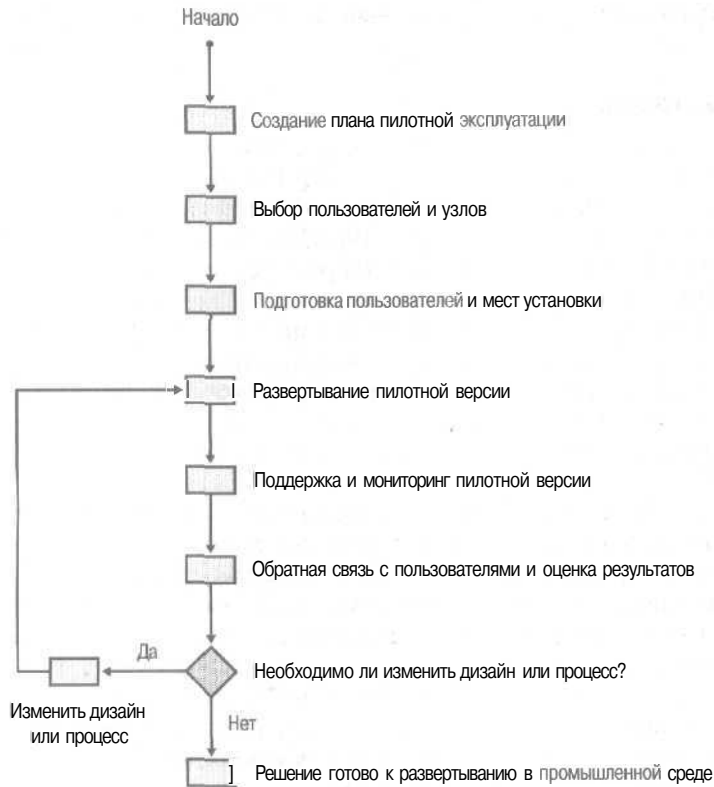 Начало
Создание плана пилотной эксплуатации
Выбор пользователей и узлов
Подготовка пользователей и мест установки
Развертывание пилотной версии
Поддержка и мониторинг пилотной версии
Обратная связь с пользователями и оценка результатов
Да
Необходимо ли изменить дизайн или процесс?
Изменить дизайн
или процесс
Нет
Решение готово к развертыванию в промышленной среде